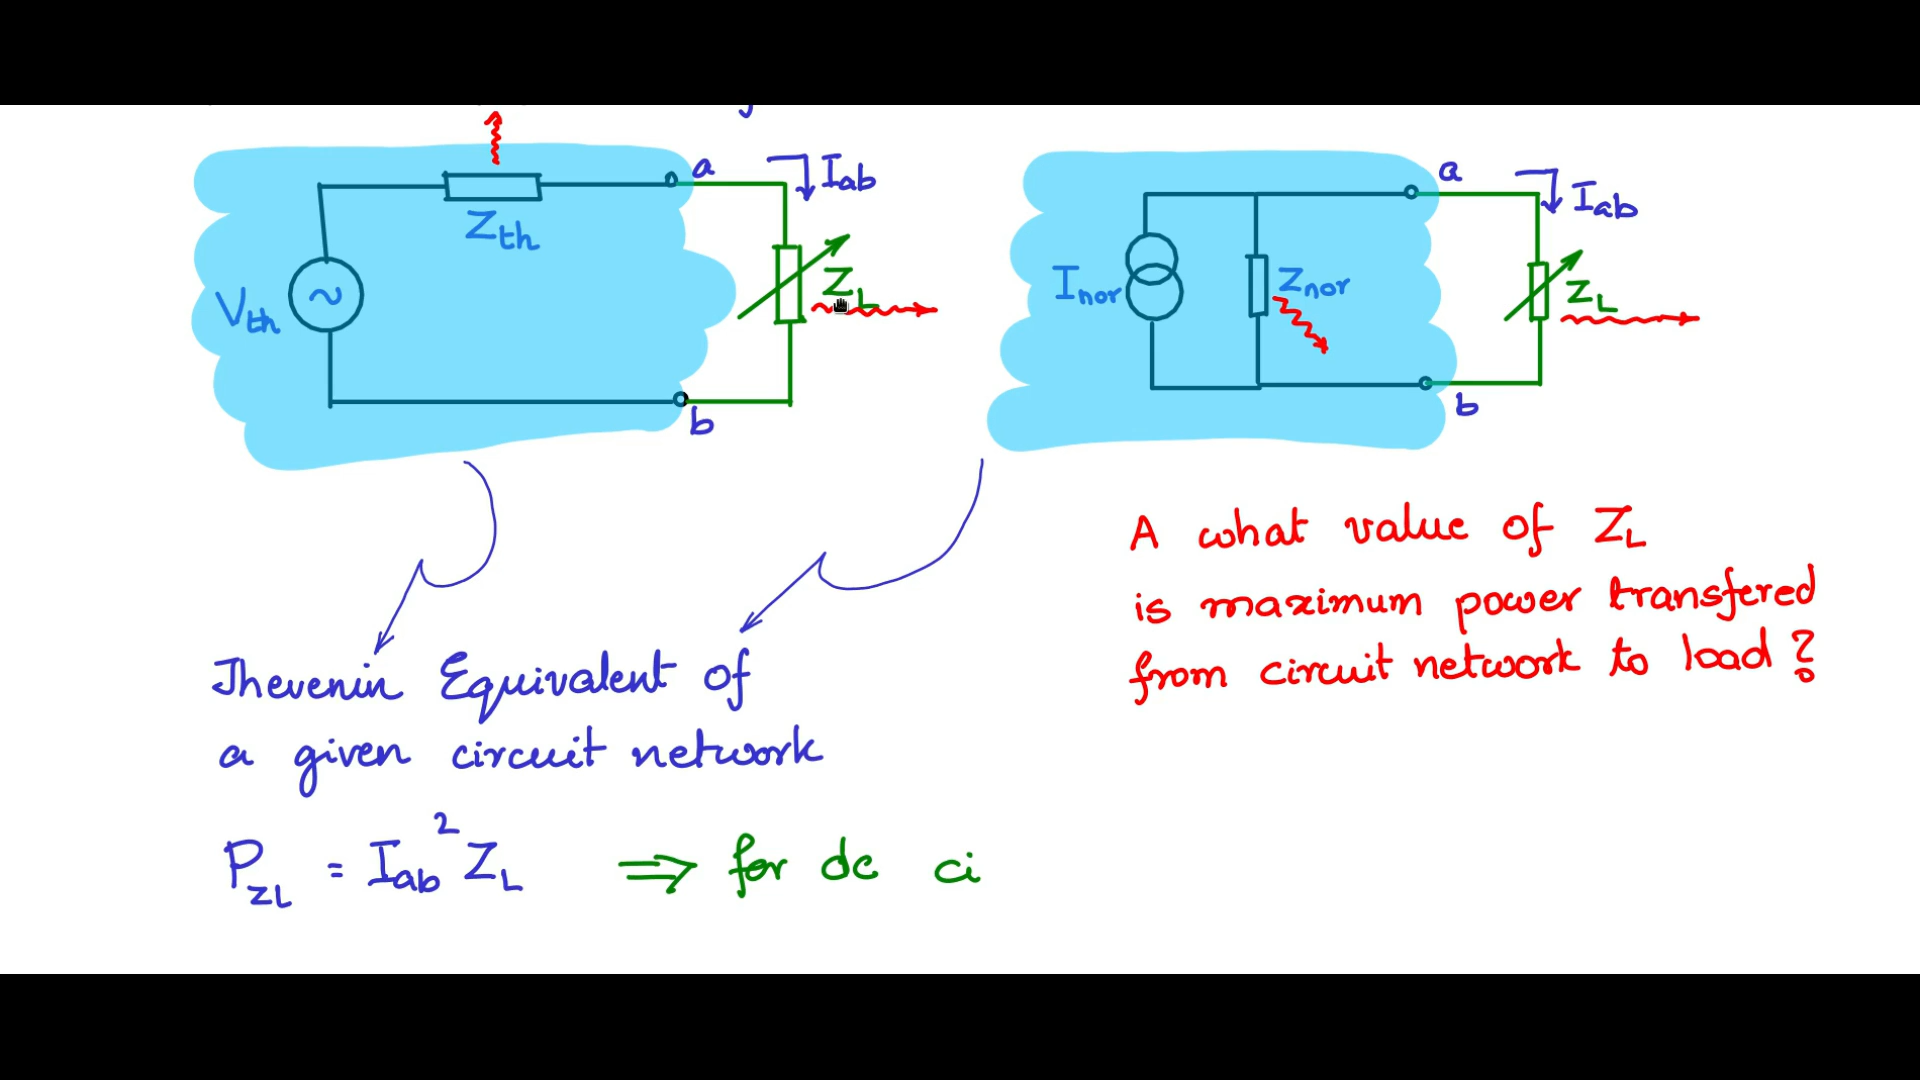 a
Iab
Zth
Vth
ZL
b
a
Iab
Inor
Znor
ZL
b
A what value of ZL
is maximum power transfered
from circuit network to load?
Thevenin Equivalent of
a given circuit network
PZL = Iab² ZL ⇒ for dc ci